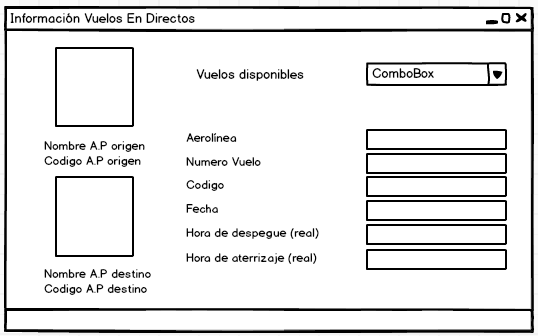 Información Vuelos En Directos
Vuelos disponibles
ComboBox
Nombre A.P origen
Codigo A.P origen
Nombre A.P destino
Codigo A.P destino
Aerolínea
Numero Vuelo
Codigo
Fecha
Hora de despegue (real)
Hora de aterrizaje (real)